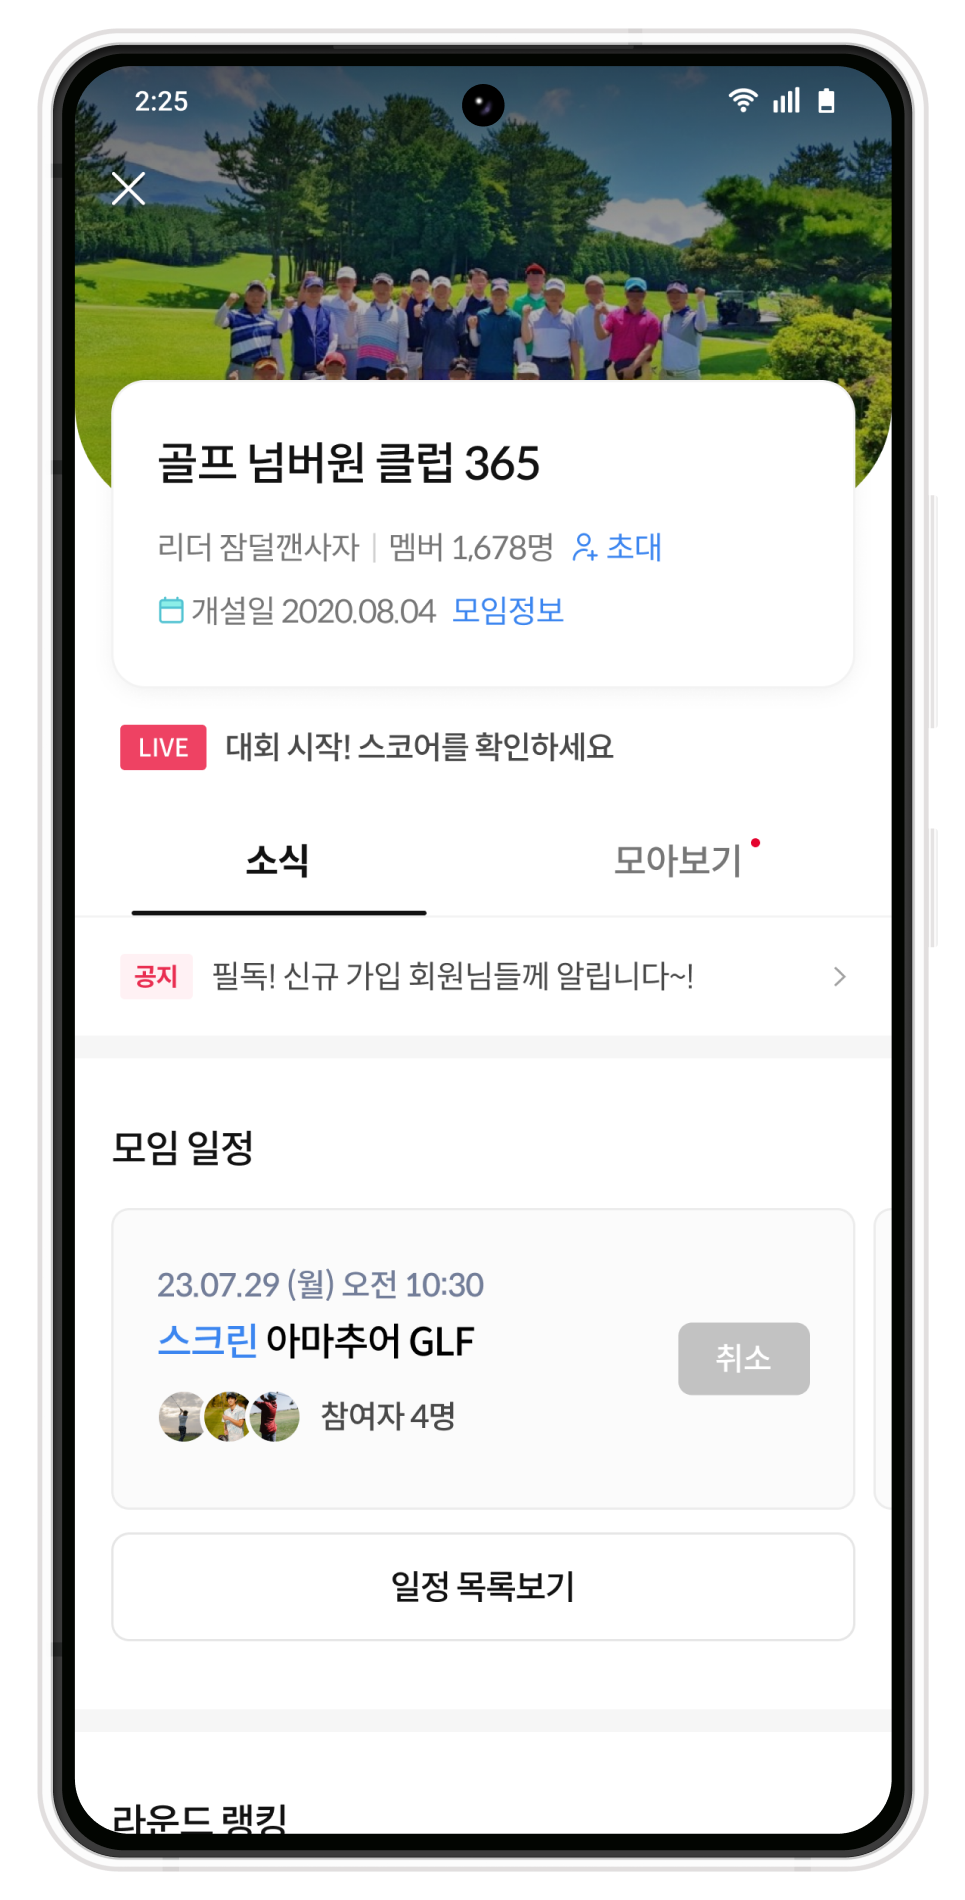 2:25
골프 넘버원 클럽 365
리더 잠덜깬사자 | 멤버 1,678명 초대
개설일 2020.08.04 모임정보
LIVE 대회 시작! 스코어를 확인하세요
소식 모아보기
공지 필독! 신규 가입 회원님들께 알립니다~!
모임 일정
23.07.29 (월) 오전 10:30
스크린 아마추어 GLF
취소
참여자 4명
일정 목록보기
라운드 랭킹